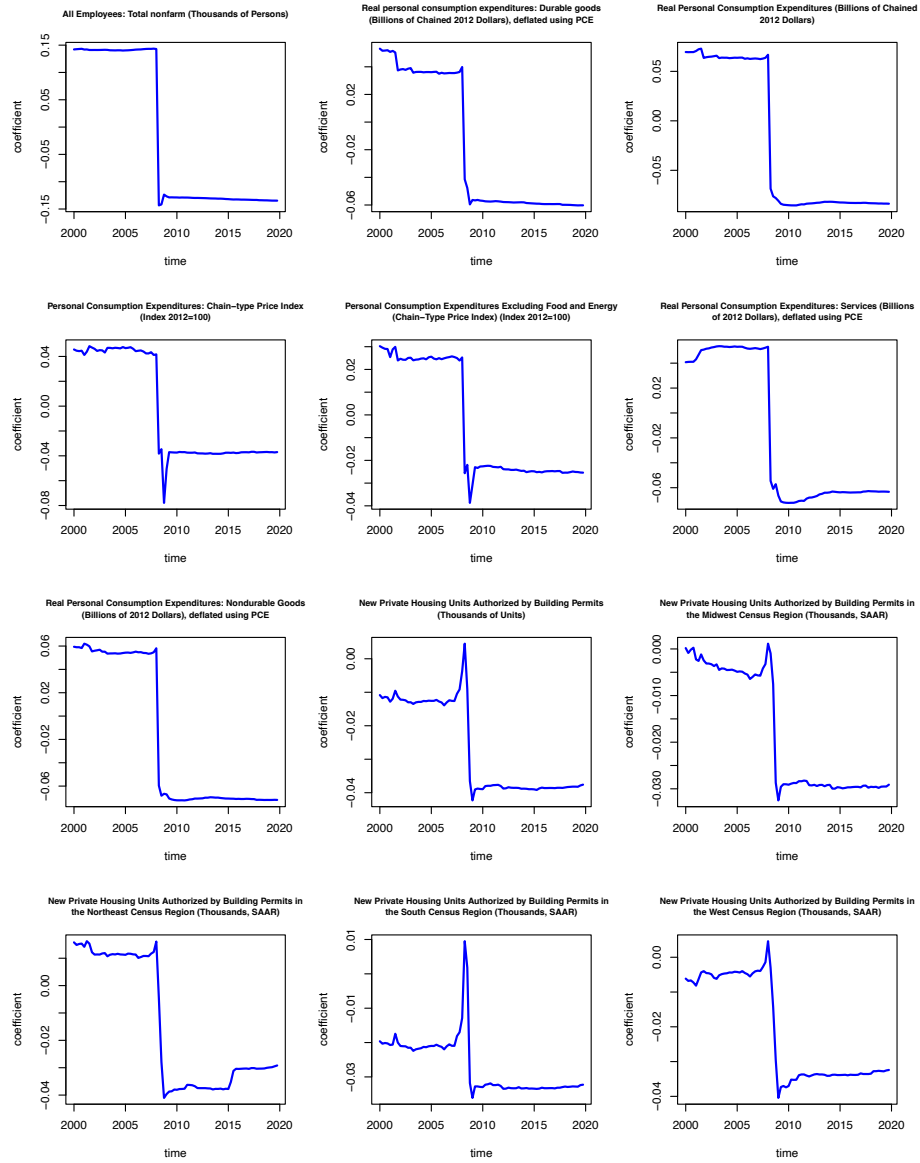 All Employees: Total nonfarm (Thousands of Persons)
coefficient
0.15
0.05
−0.05
−0.15
2000 2005 2010 2015 2020
time
Real personal consumption expenditures: Durable goods
(Billions of Chained 2012 Dollars), deflated using PCE
coefficient
0.02
−0.02
−0.06
2000 2005 2010 2015 2020
time
Real Personal Consumption Expenditures (Billions of Chained
2012 Dollars)
coefficient
0.05
0.00
−0.05
2000 2005 2010 2015 2020
time
Personal Consumption Expenditures: Chain−type Price Index
(Index 2012=100)
coefficient
0.04
0.00
−0.04
−0.08
2000 2005 2010 2015 2020
time
Personal Consumption Expenditures Excluding Food and Energy
(Chain−Type Price Index) (Index 2012=100)
coefficient
0.02
0.00
−0.02
−0.04
2000 2005 2010 2015 2020
time
Real Personal Consumption Expenditures: Services (Billions
of 2012 Dollars), deflated using PCE
coefficient
0.02
−0.02
−0.06
2000 2005 2010 2015 2020
time
Real Personal Consumption Expenditures: Nondurable Goods
(Billions of 2012 Dollars), deflated using PCE
coefficient
0.06
0.02
−0.02
−0.06
2000 2005 2010 2015 2020
time
New Private Housing Units Authorized by Building Permits
(Thousands of Units)
coefficient
0.00
−0.02
−0.04
2000 2005 2010 2015 2020
time
New Private Housing Units Authorized by Building Permits in
the Midwest Census Region (Thousands, SAAR)
coefficient
0.000
−0.010
−0.020
−0.030
2000 2005 2010 2015 2020
time
New Private Housing Units Authorized by Building Permits in
the Northeast Census Region (Thousands, SAAR)
coefficient
0.00
−0.02
−0.04
2000 2005 2010 2015 2020
time
New Private Housing Units Authorized by Building Permits in
the South Census Region (Thousands, SAAR)
coefficient
0.01
−0.01
−0.03
2000 2005 2010 2015 2020
time
New Private Housing Units Authorized by Building Permits in
the West Census Region (Thousands, SAAR)
coefficient
0.00
−0.02
−0.04
2000 2005 2010 2015 2020
time